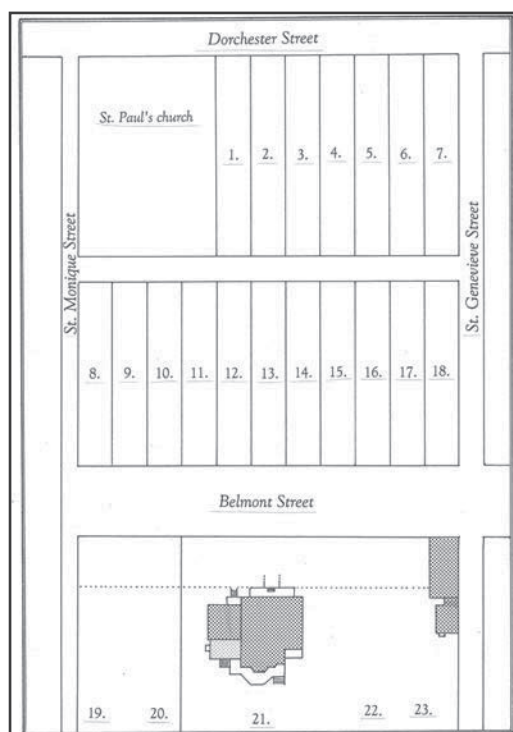 Dorchester Street
St. Paul's church
1. 2. 3. 4. 5. 6. 7.
St. Monique Street
St. Genevieve Street
8. 9. 10. 11. 12. 13. 14. 15. 16. 17. 18.
Belmont Street
19. 20. 21. 22. 23.